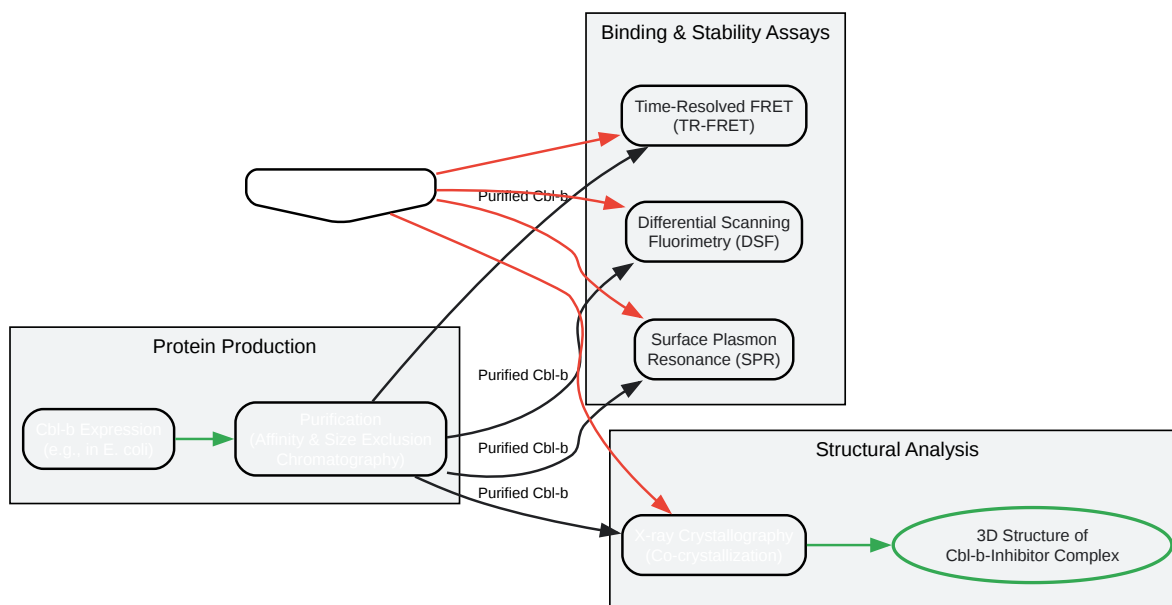 Binding & Stability Assays
Time-Resolved FRET
(TR-FRET)
Purified Cbl-b
Differential Scanning
Fluorimetry (DSF)
Surface Plasmon
Resonance (SPR)
Protein Production
Purified Cbl-b
Cbl-b Expression
(e.g., in E. coli)
Purification
(Affinity & Size Exclusion
Chromatography)
Purified Cbl-b
Purified Cbl-b
Structural Analysis
X-ray Crystallography
(Co-crystallization)
3D Structure of
Cbl-b-Inhibitor Complex